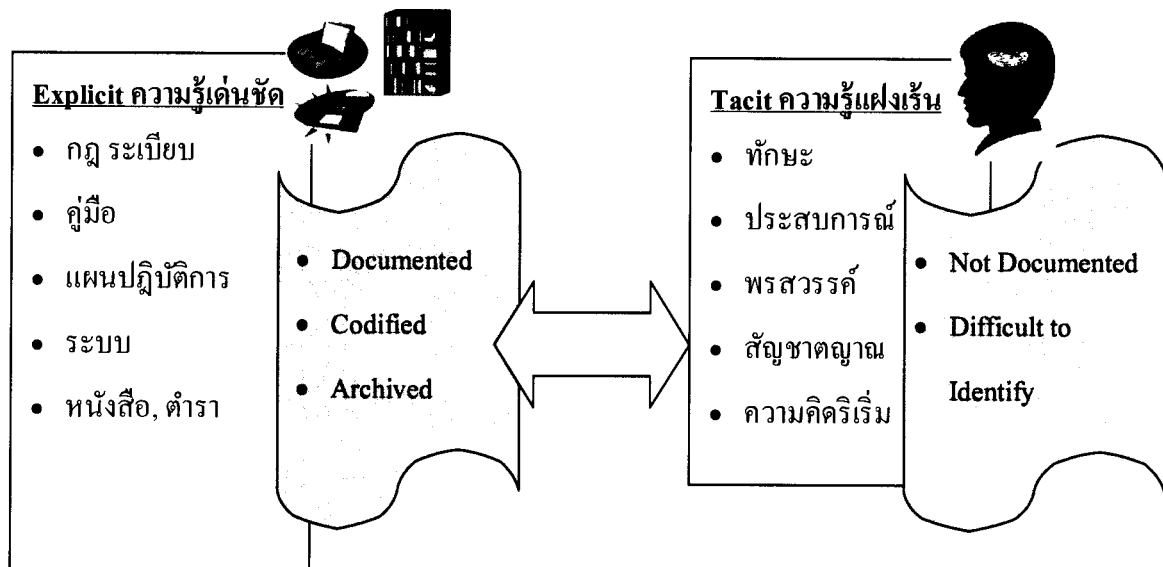 Explicit ความรู้เด่นชัด
• กฎ ระเบียบ
• คู่มือ
• แผนปฎิบัติการ
• ระบบ
• หนังสือ, ตำรา
• Documented
• Codified
• Archived
Tacit ความรู้แฝงเร้น
• ทักษะ
• ประสบการณ์
• พรสวรรค์
• สัญชาตญาณ
• ความคิดริเริ่ม
• Not Documented
• Difficult to
Identify